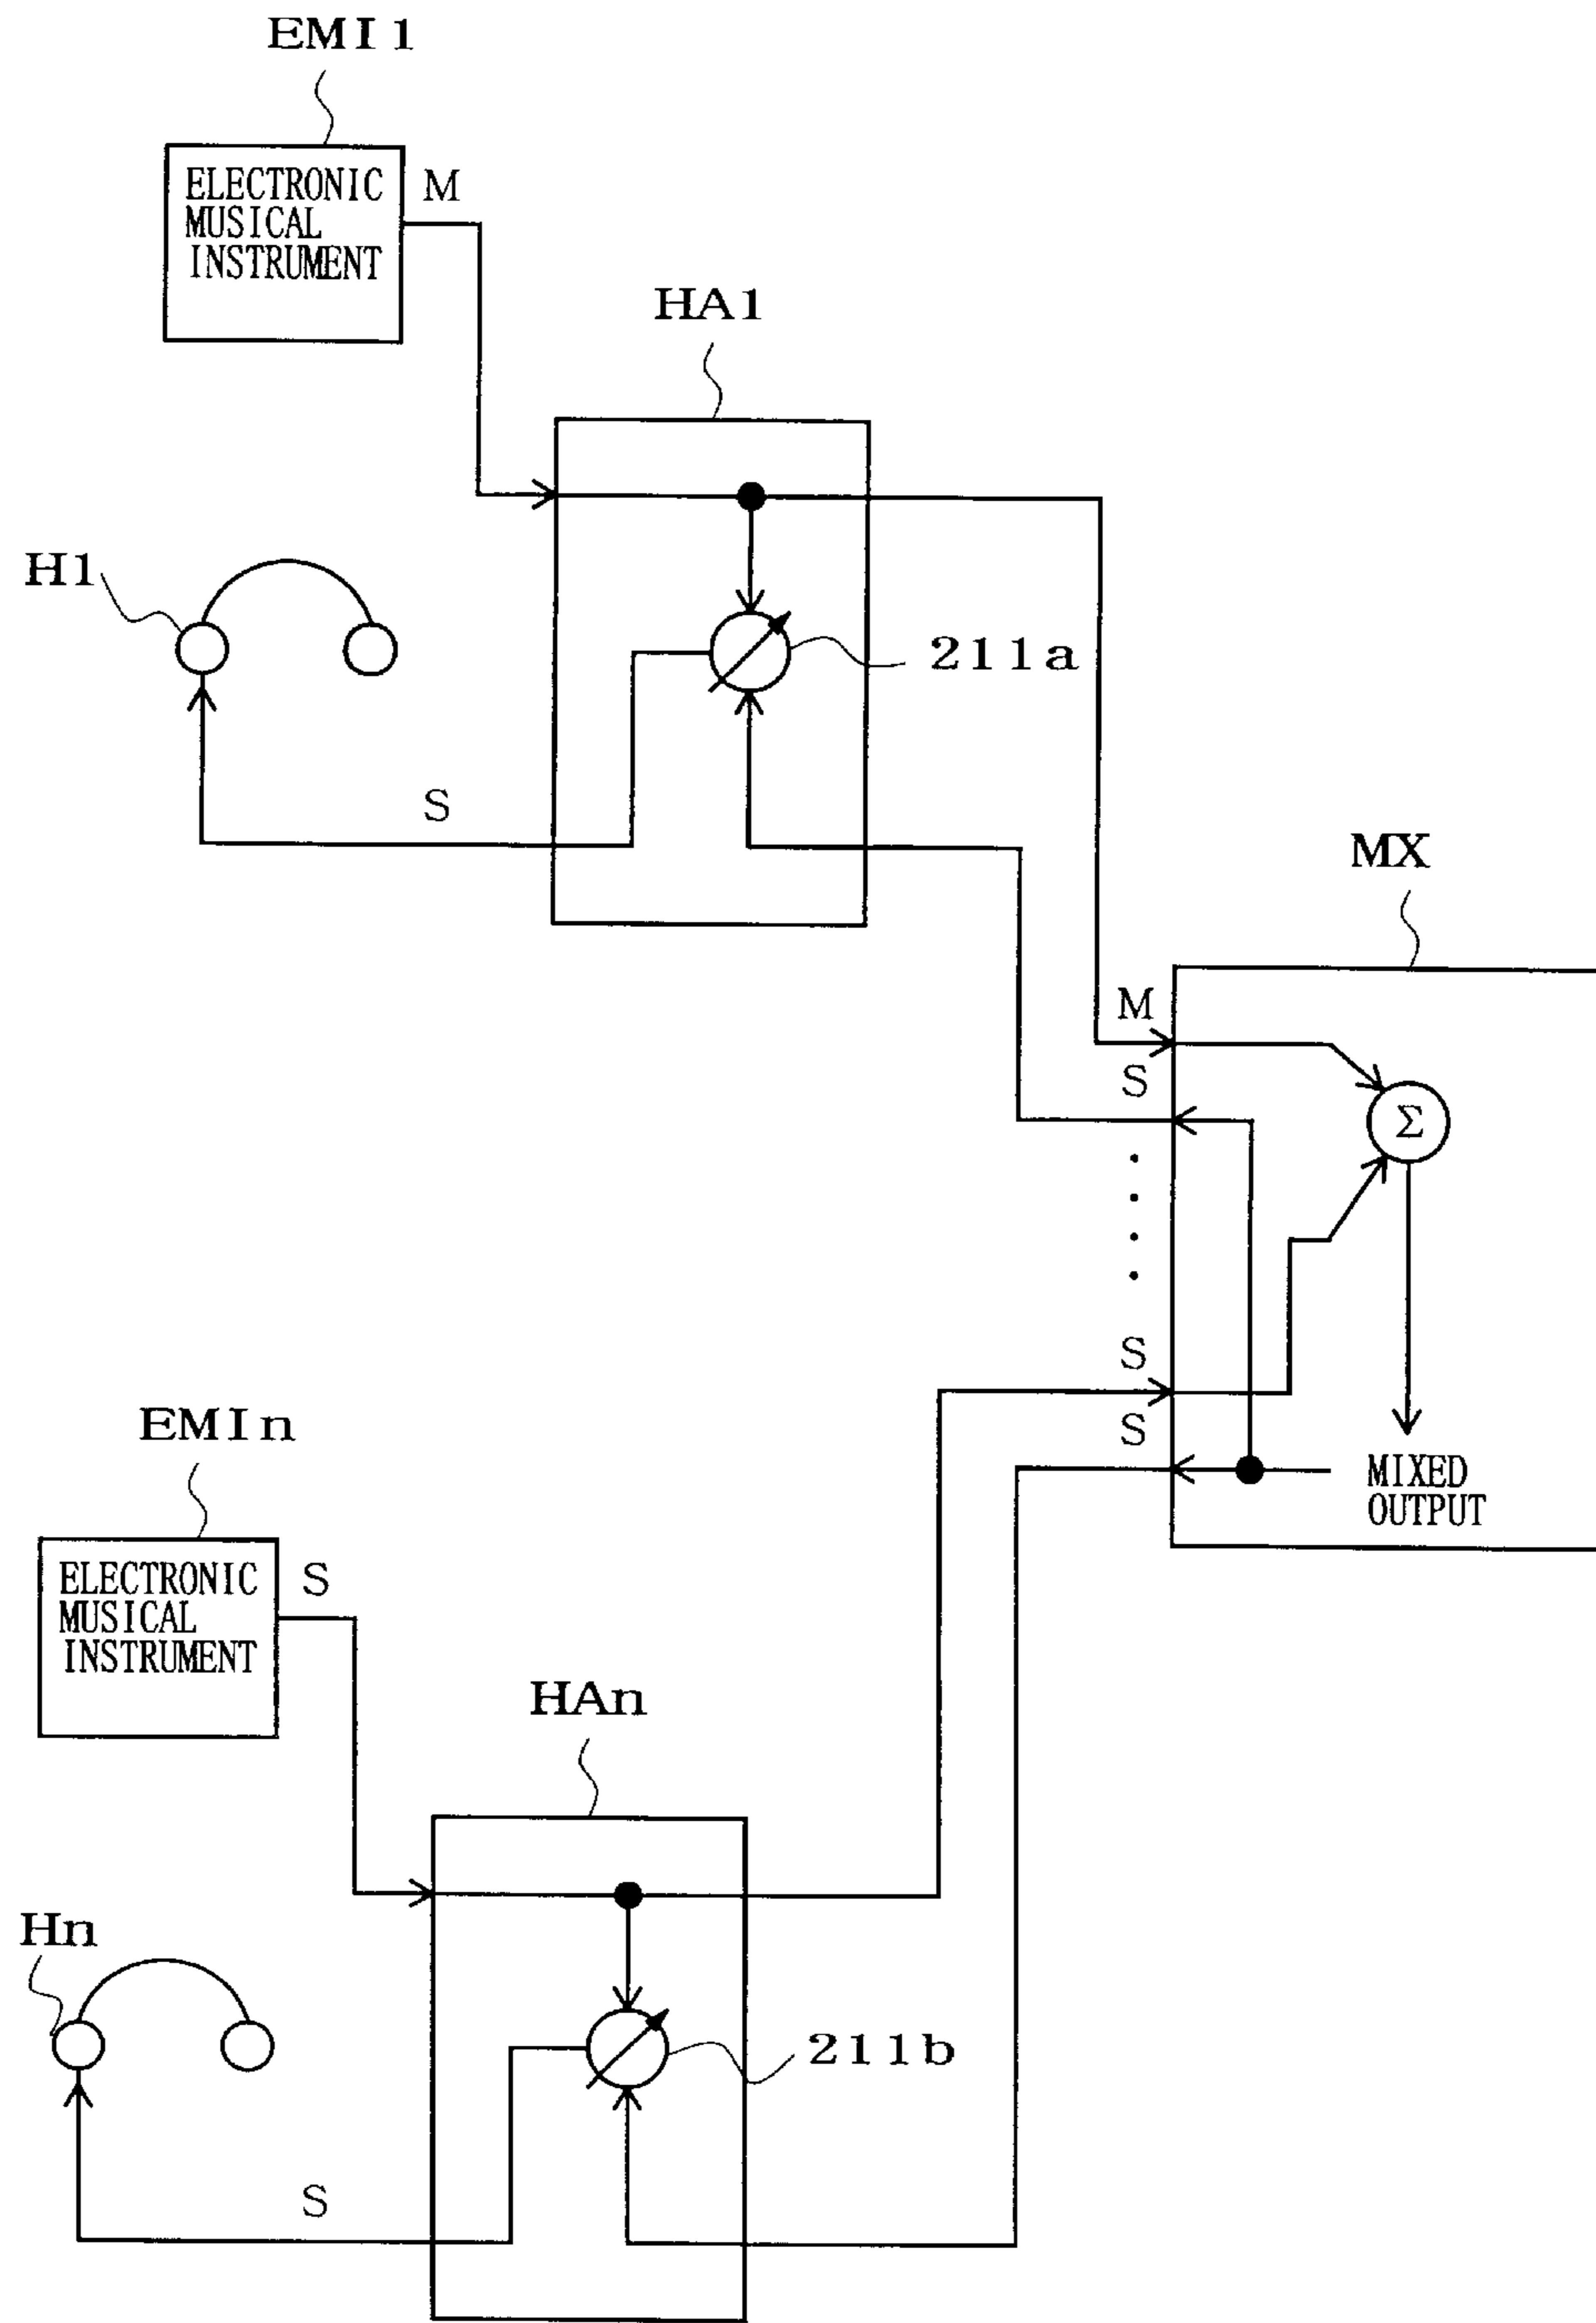 EMI1
ELECTRONIC
MUSICAL
INSTRUMENT
M
HA1
H1
211a
S
MX
M
S
Σ
S
S
MIXED
OUTPUT
EMIn
ELECTRONIC
MUSICAL
INSTRUMENT
S
HAn
Hn
211b
S